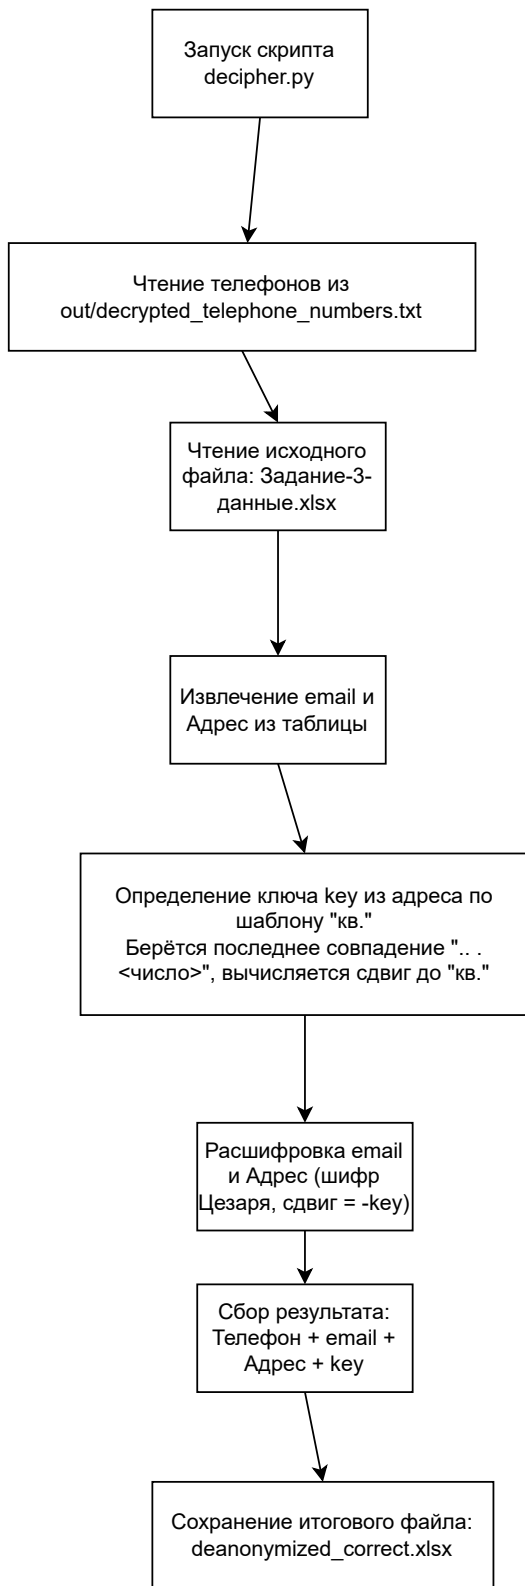 Запуск скрипта
decipher.py
Чтение телефонов из
out/decrypted_telephone_numbers.txt
Чтение исходного
файла: Задание-3-
данные.xlsx
Извлечение email и
Адрес из таблицы
Определение ключа key из адреса по
шаблону "кв."
Берётся последнее совпадение ".. .
<число>", вычисляется сдвиг до "кв."
Расшифровка email
и Адрес (шифр
Цезаря, сдвиг = -key)
Сбор результата:
Телефон + email +
Адрес + key
Сохранение итогового файла:
deanonymized_correct.xlsx